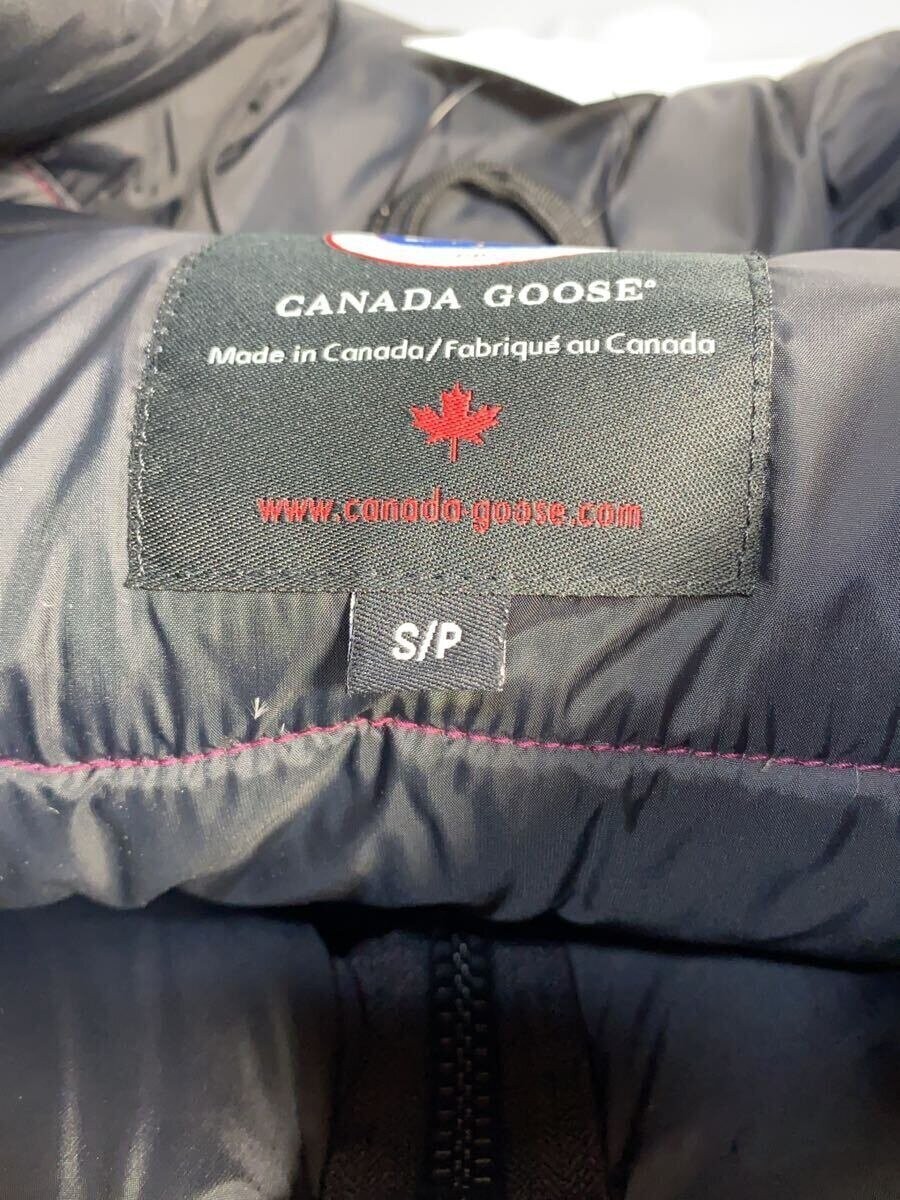 CANADA GOOSE®
Made in Canada/Fabriqué au Canada
www.canada-goose.com
S/P